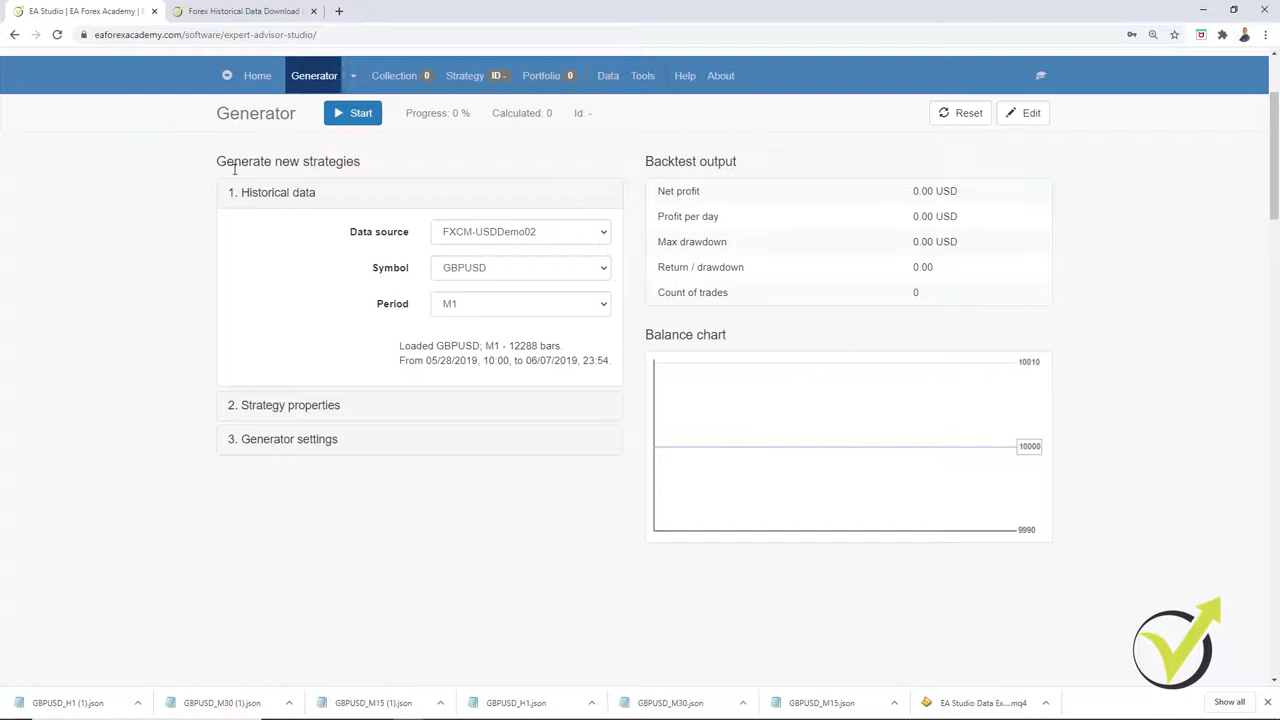 EA Studio | EA Forex Academy
Forex Historical Data Download
eaforexacademy.com/software/expert-advisor-studio/
Home
Generator
Collection 0
Strategy ID -
Portfolio 0
Data
Tools
Help
About
Generator
Start
Progress: 0 %
Calculated: 0
Id: -
Reset
Edit
Generate new strategies
1. Historical data
Data source
FXCM-USDDemo02
Symbol
GBPUSD
Period
M1
Loaded GBPUSD; M1 - 12288 bars.
From 05/28/2019, 10:00, to 06/07/2019, 23:54.
2. Strategy properties
3. Generator settings
Backtest output
Net profit 0.00 USD
Profit per day 0.00 USD
Max drawdown 0.00 USD
Return / drawdown 0.00
Count of trades 0
Balance chart
10010
10000
9990
GBPUSD_H1 (1).json
GBPUSD_M30 (1).json
GBPUSD_M15 (1).json
GBPUSD_H1.json
GBPUSD_M30.json
GBPUSD_M15.json
EA Studio Data Ex....mq4
Show all